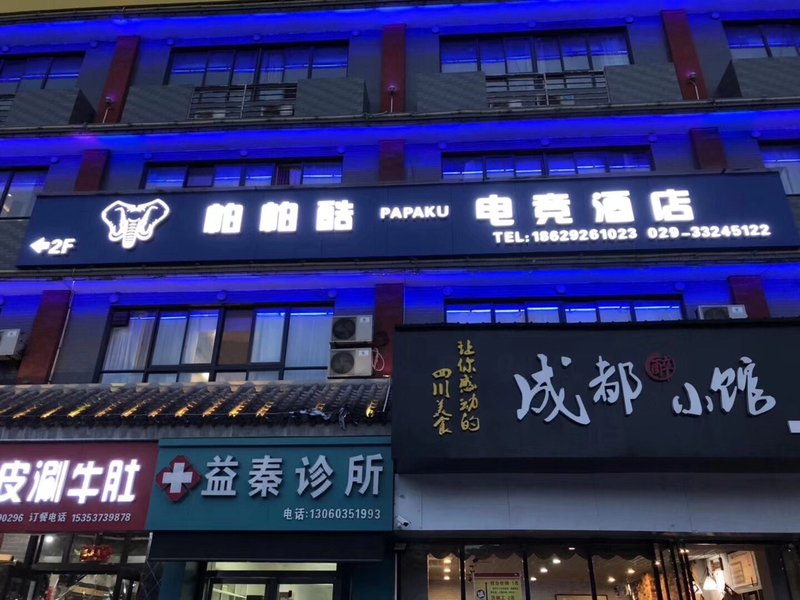 帕帕酷 PAPAKU 电竞酒店
2F
TEL:18629261023 029-33245122
让你感动的
四川美食
成都小馆
醉
皮涮牛肚
90296 订餐电话 15353739878
益秦诊所
电话:13060351993